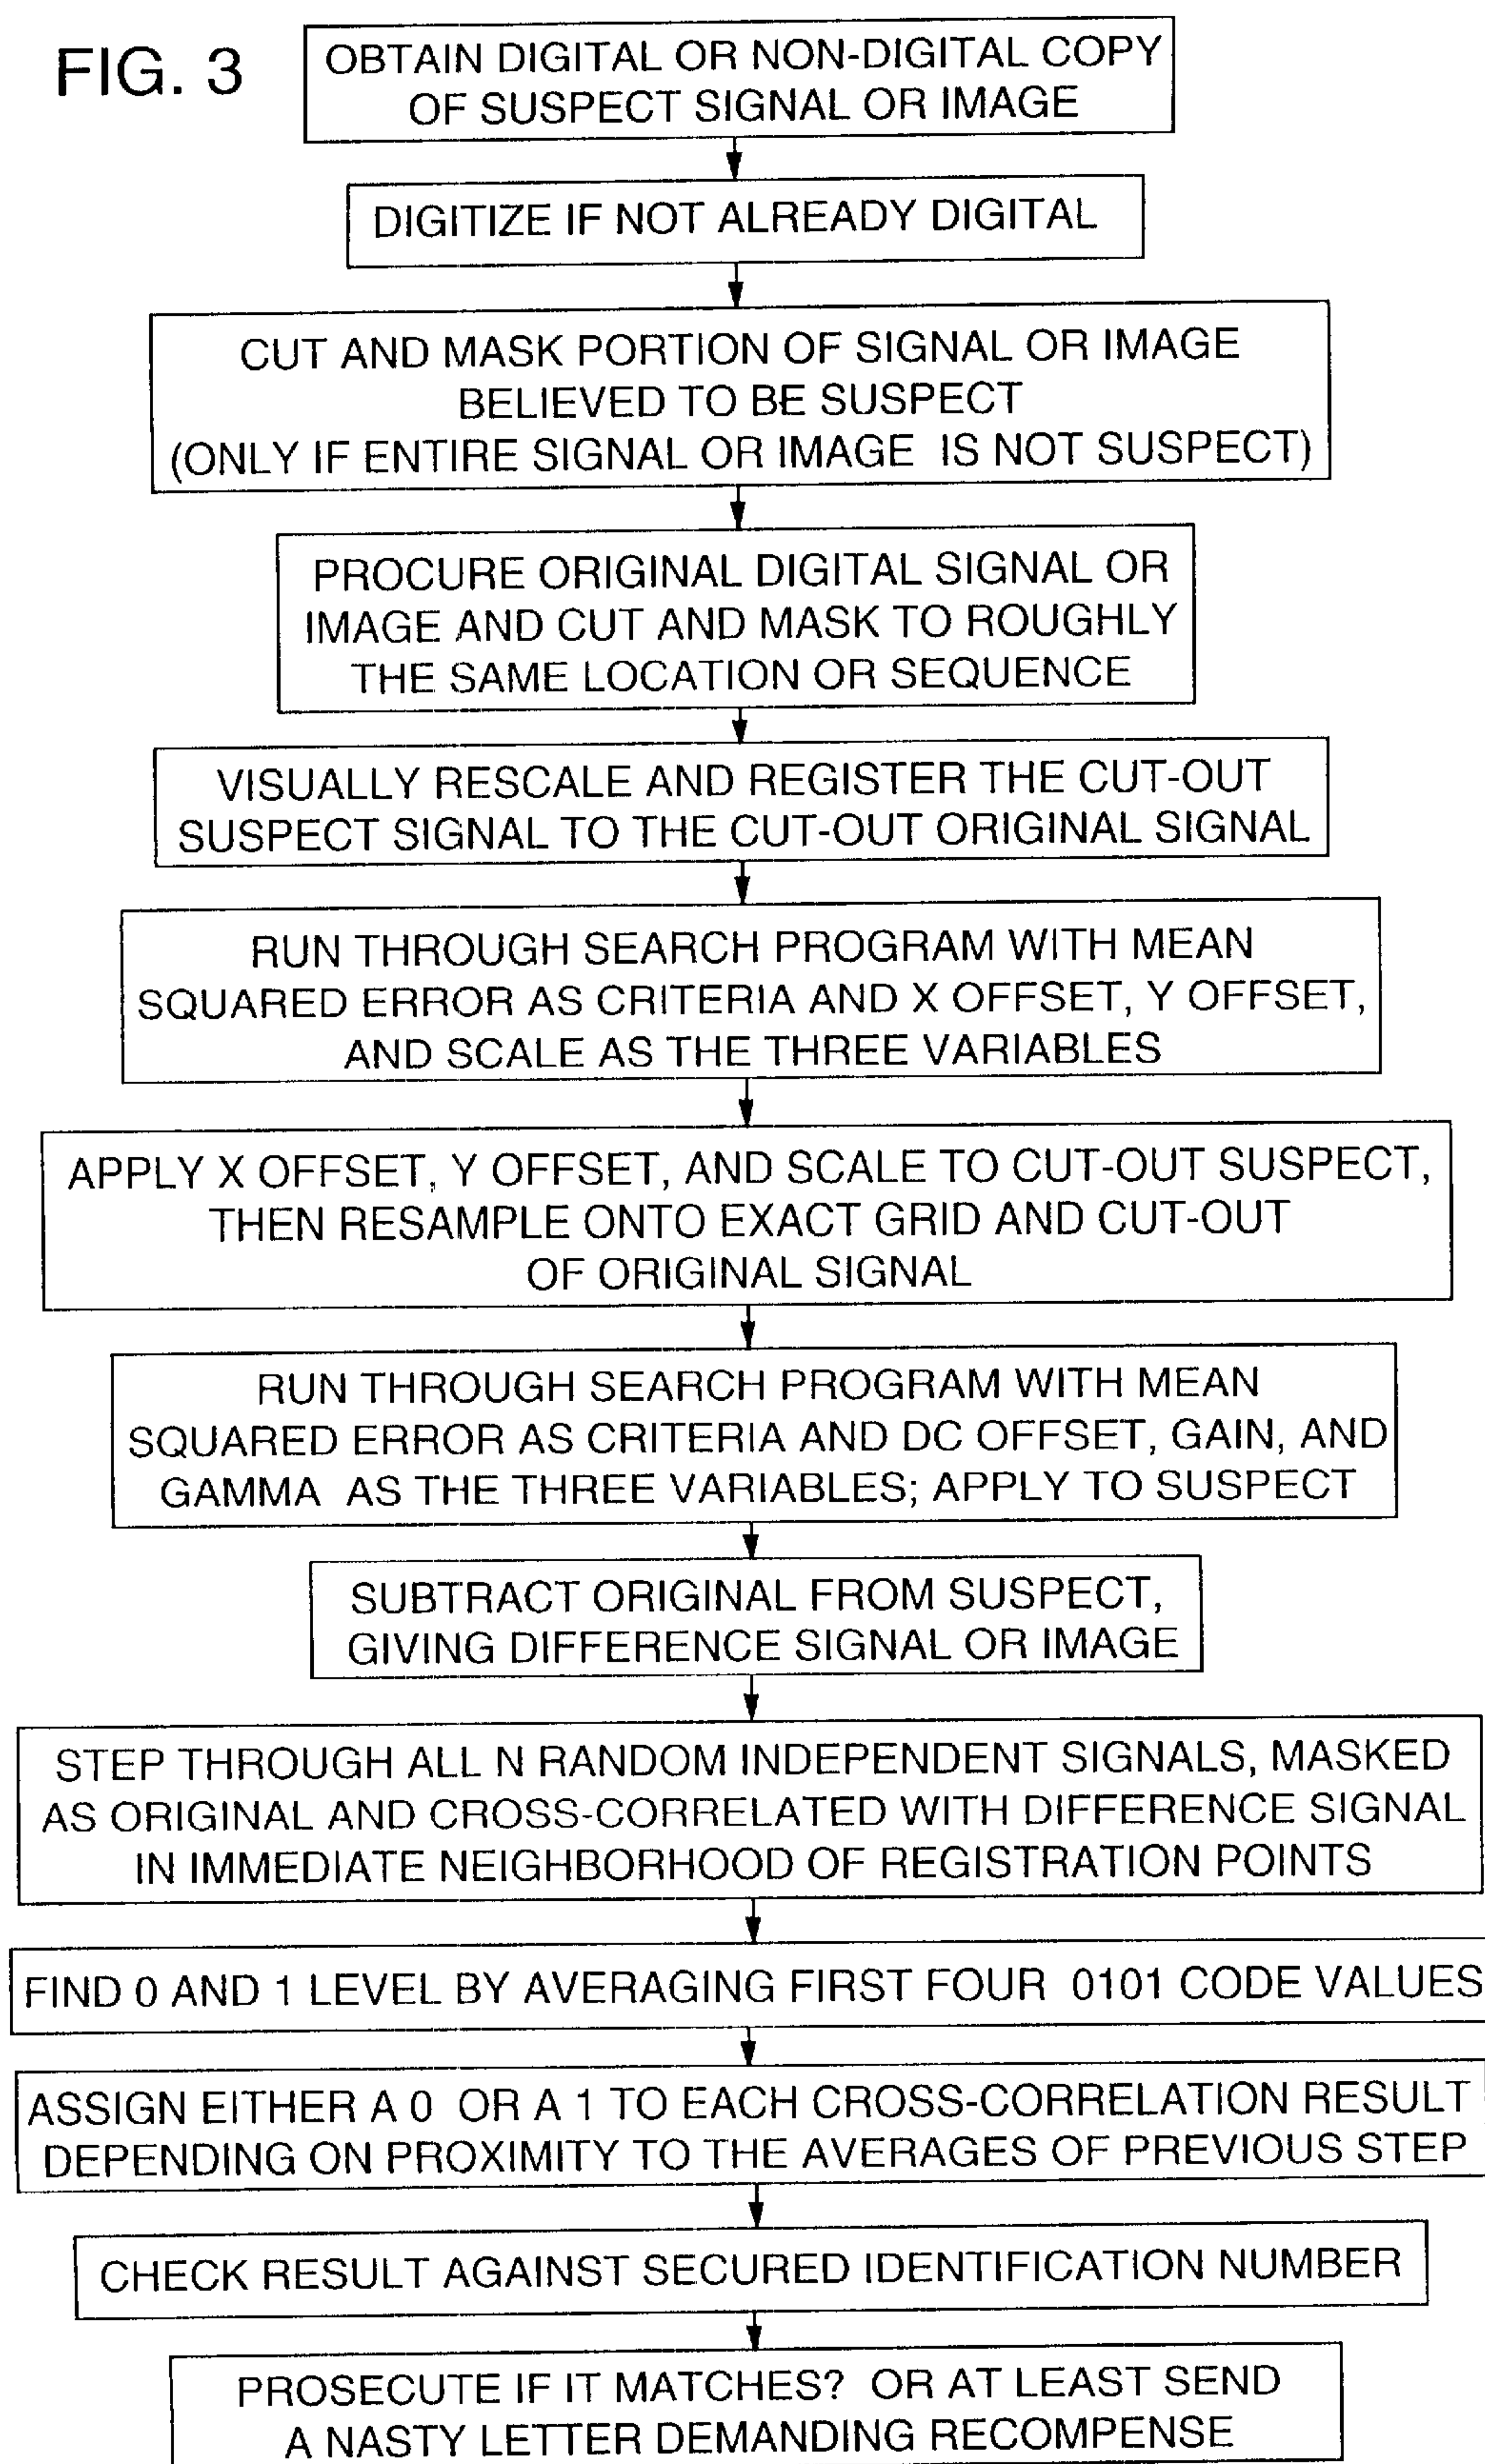 FIG. 3
OBTAIN DIGITAL OR NON-DIGITAL COPY
OF SUSPECT SIGNAL OR IMAGE
DIGITIZE IF NOT ALREADY DIGITAL
CUT AND MASK PORTION OF SIGNAL OR IMAGE
BELIEVED TO BE SUSPECT
(ONLY IF ENTIRE SIGNAL OR IMAGE IS NOT SUSPECT)
PROCURE ORIGINAL DIGITAL SIGNAL OR
IMAGE AND CUT AND MASK TO ROUGHLY
THE SAME LOCATION OR SEQUENCE
VISUALLY RESCALE AND REGISTER THE CUT-OUT
SUSPECT SIGNAL TO THE CUT-OUT ORIGINAL SIGNAL
RUN THROUGH SEARCH PROGRAM WITH MEAN
SQUARED ERROR AS CRITERIA AND X OFFSET, Y OFFSET,
AND SCALE AS THE THREE VARIABLES
APPLY X OFFSET, Y OFFSET, AND SCALE TO CUT-OUT SUSPECT,
THEN RESAMPLE ONTO EXACT GRID AND CUT-OUT
OF ORIGINAL SIGNAL
RUN THROUGH SEARCH PROGRAM WITH MEAN
SQUARED ERROR AS CRITERIA AND DC OFFSET, GAIN, AND
GAMMA AS THE THREE VARIABLES; APPLY TO SUSPECT
SUBTRACT ORIGINAL FROM SUSPECT,
GIVING DIFFERENCE SIGNAL OR IMAGE
STEP THROUGH ALL N RANDOM INDEPENDENT SIGNALS, MASKED
AS ORIGINAL AND CROSS-CORRELATED WITH DIFFERENCE SIGNAL
IN IMMEDIATE NEIGHBORHOOD OF REGISTRATION POINTS
FIND 0 AND 1 LEVEL BY AVERAGING FIRST FOUR 0101 CODE VALUES
ASSIGN EITHER A 0 OR A 1 TO EACH CROSS-CORRELATION RESULT
DEPENDING ON PROXIMITY TO THE AVERAGES OF PREVIOUS STEP
CHECK RESULT AGAINST SECURED IDENTIFICATION NUMBER
PROSECUTE IF IT MATCHES? OR AT LEAST SEND
A NASTY LETTER DEMANDING RECOMPENSE